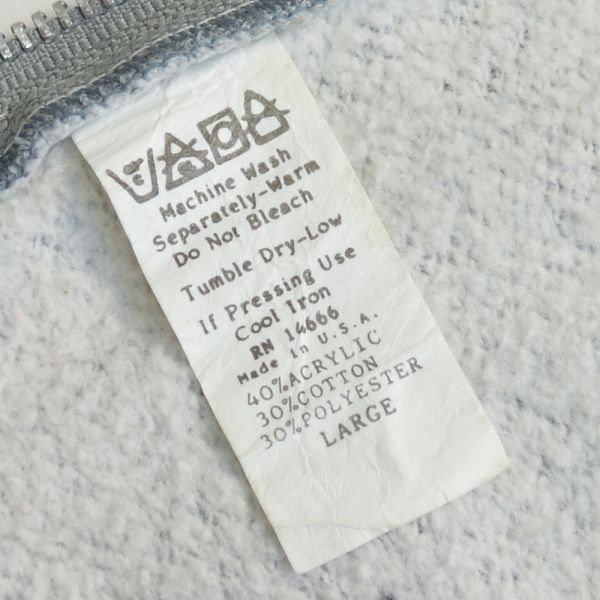 Machine Wash
Separately-Warm
Do Not Bleach
Tumble Dry-Low
If Pressing Use
Cool Iron
RN 14666
Made in U.S.A.
40%ACRYLIC
30%COTTON
30%POLYESTER
LARGE